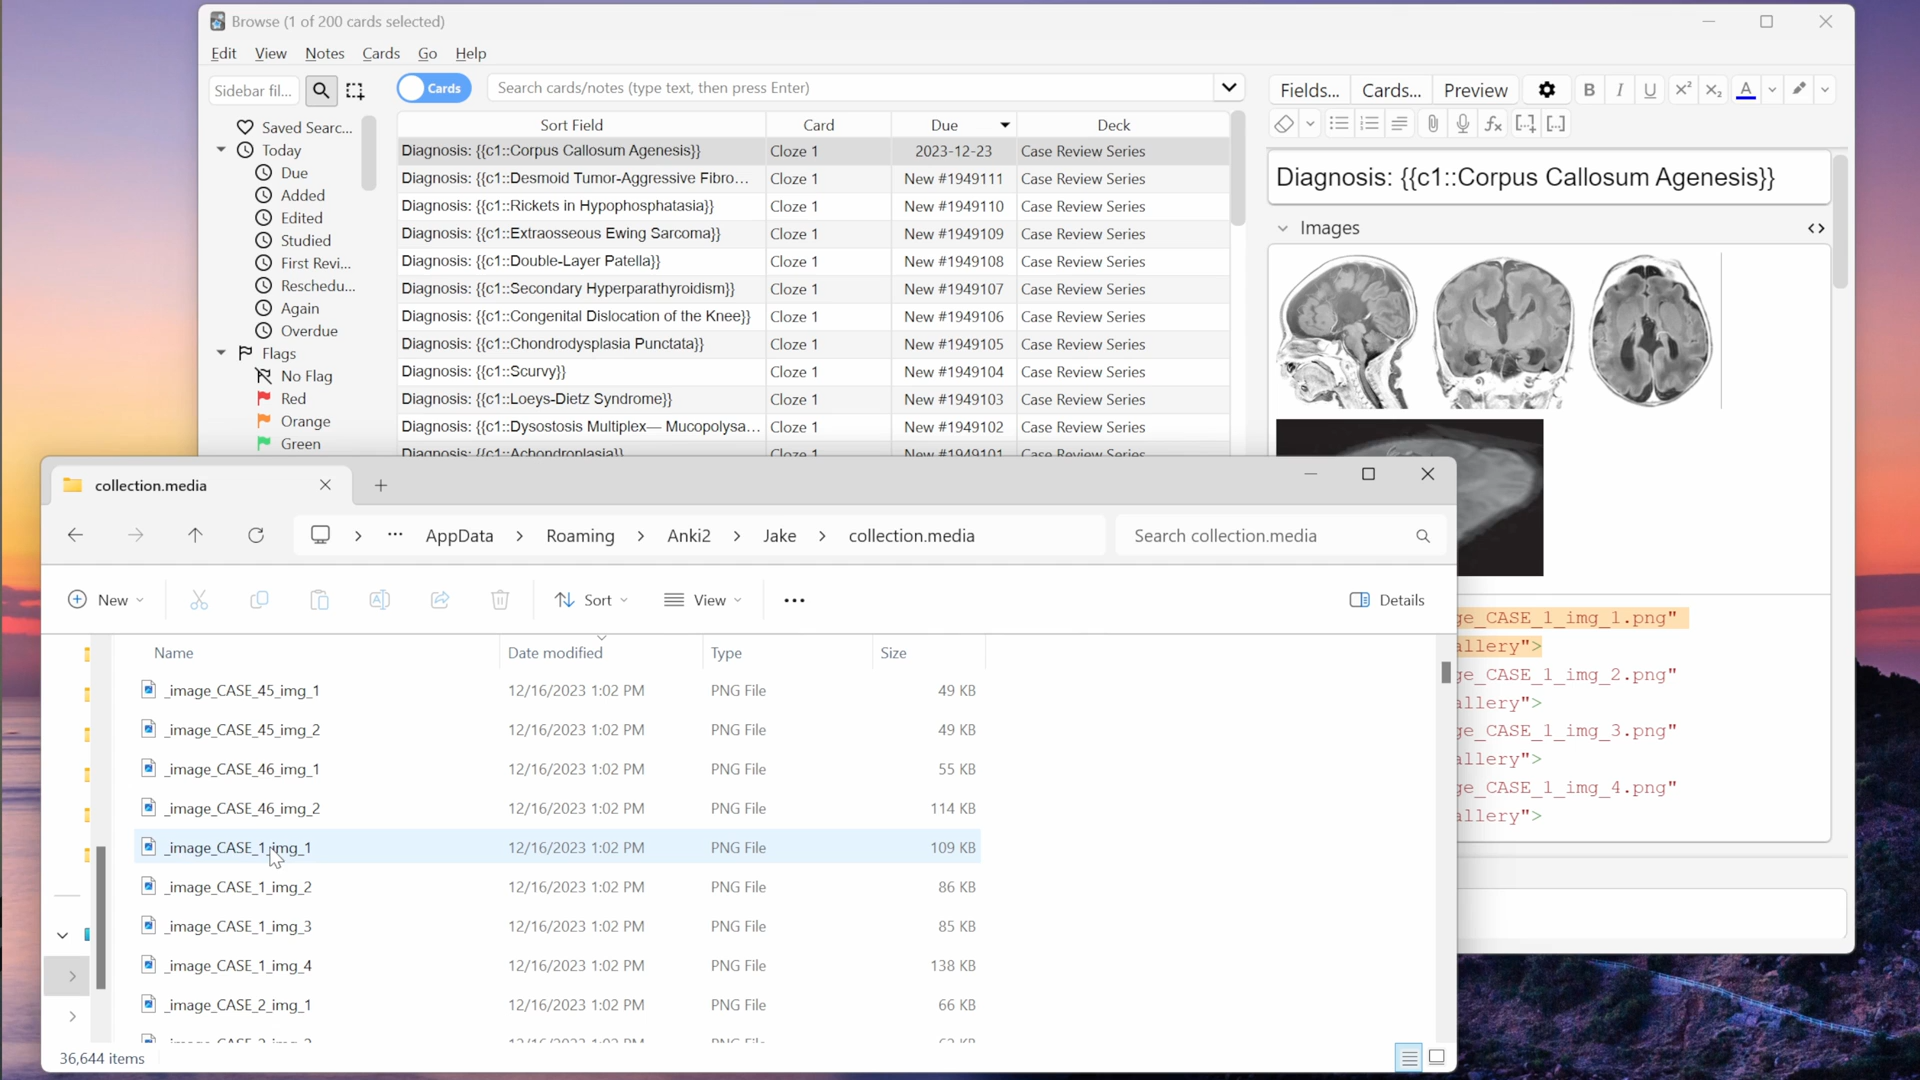 Browse (1 of 200 cards selected)
Edit View Notes Cards Go Help
Sidebar fil...
Cards
Search cards/notes (type text, then press Enter)
Fields... Cards... Preview B I U X² X₂ A
Saved Searc...
Today
Due
Added
Edited
Studied
First Revi...
Reschedu...
Again
Overdue
Flags
No Flag
Red
Orange
Green
Sort Field Card Due Deck
Diagnosis: {{c1::Corpus Callosum Agenesis}} Cloze 1 2023-12-23 Case Review Series
Diagnosis: {{c1::Desmoid Tumor-Aggressive Fibro... Cloze 1 New #1949111 Case Review Series
Diagnosis: {{c1::Rickets in Hypophosphatasia}} Cloze 1 New #1949110 Case Review Series
Diagnosis: {{c1::Extraosseous Ewing Sarcoma}} Cloze 1 New #1949109 Case Review Series
Diagnosis: {{c1::Double-Layer Patella}} Cloze 1 New #1949108 Case Review Series
Diagnosis: {{c1::Secondary Hyperparathyroidism}} Cloze 1 New #1949107 Case Review Series
Diagnosis: {{c1::Congenital Dislocation of the Knee}} Cloze 1 New #1949106 Case Review Series
Diagnosis: {{c1::Chondrodysplasia Punctata}} Cloze 1 New #1949105 Case Review Series
Diagnosis: {{c1::Scurvy}} Cloze 1 New #1949104 Case Review Series
Diagnosis: {{c1::Loeys-Dietz Syndrome}} Cloze 1 New #1949103 Case Review Series
Diagnosis: {{c1::Dysostosis Multiplex— Mucopolysa... Cloze 1 New #1949102 Case Review Series
Diagnosis: {{c1::Achondroplasia}} Cloze 1 New #1949101 Case Review Series
Diagnosis: {{c1::Corpus Callosum Agenesis}}
Images
ge_CASE_1_img_1.png"
allery">
ge_CASE_1_img_2.png"
allery">
ge_CASE_1_img_3.png"
allery">
ge_CASE_1_img_4.png"
allery">
collection.media
AppData > Roaming > Anki2 > Jake > collection.media
Search collection.media
New Sort View Details
Name Date modified Type Size
_image_CASE_45_img_1 12/16/2023 1:02 PM PNG File 49 KB
_image_CASE_45_img_2 12/16/2023 1:02 PM PNG File 49 KB
_image_CASE_46_img_1 12/16/2023 1:02 PM PNG File 55 KB
_image_CASE_46_img_2 12/16/2023 1:02 PM PNG File 114 KB
_image_CASE_1_img_1 12/16/2023 1:02 PM PNG File 109 KB
_image_CASE_1_img_2 12/16/2023 1:02 PM PNG File 86 KB
_image_CASE_1_img_3 12/16/2023 1:02 PM PNG File 85 KB
_image_CASE_1_img_4 12/16/2023 1:02 PM PNG File 138 KB
_image_CASE_2_img_1 12/16/2023 1:02 PM PNG File 66 KB
36,644 items